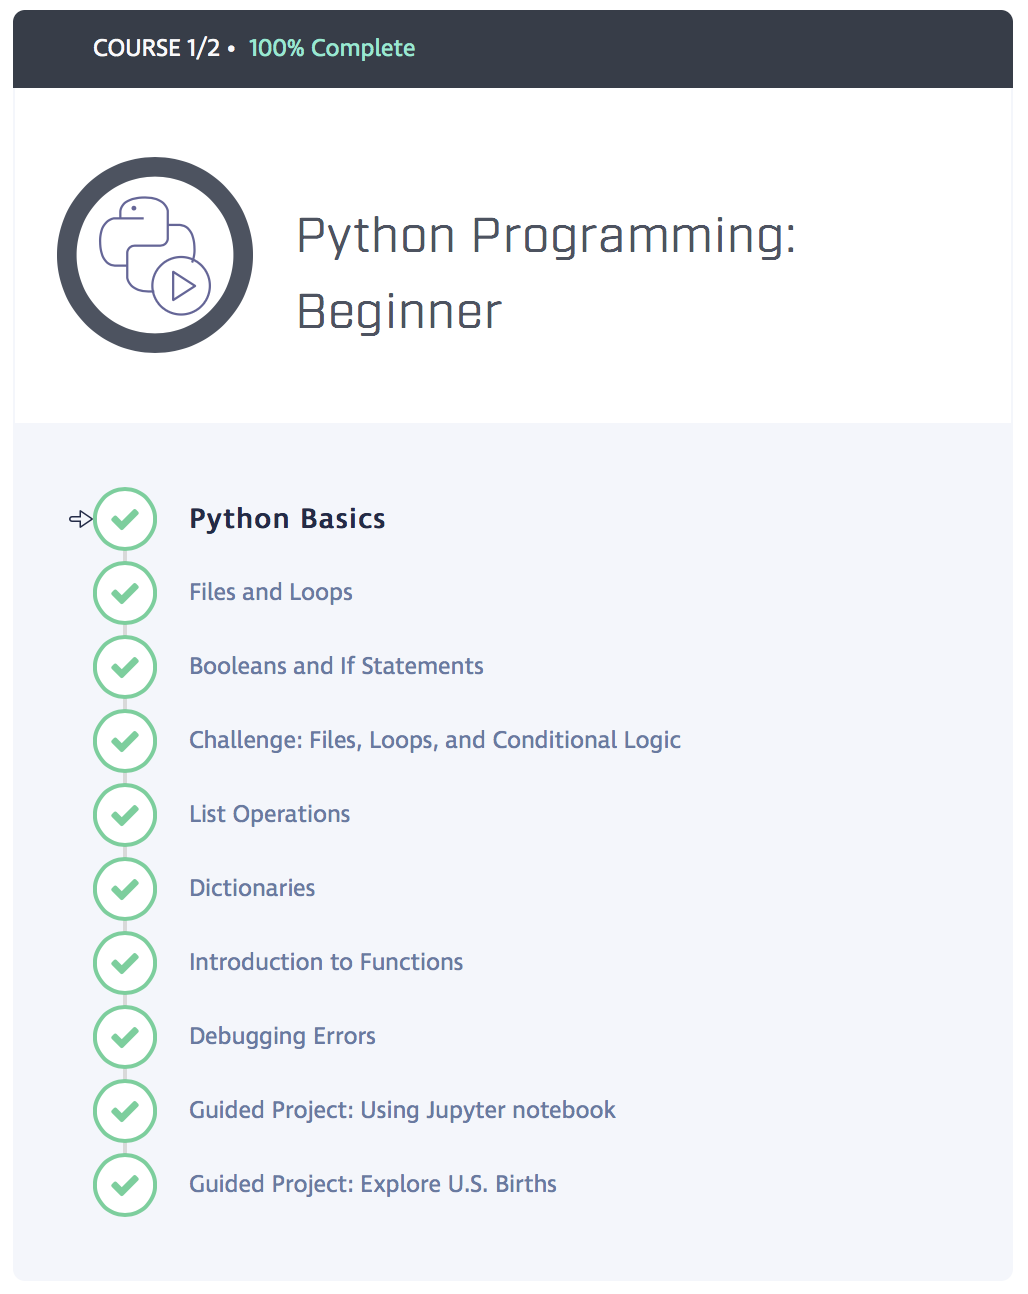 COURSE 1/2 • 100% Complete
Python Programming:
Beginner
Python Basics
Files and Loops
Booleans and If Statements
Challenge: Files, Loops, and Conditional Logic
List Operations
Dictionaries
Introduction to Functions
Debugging Errors
Guided Project: Using Jupyter notebook
Guided Project: Explore U.S. Births